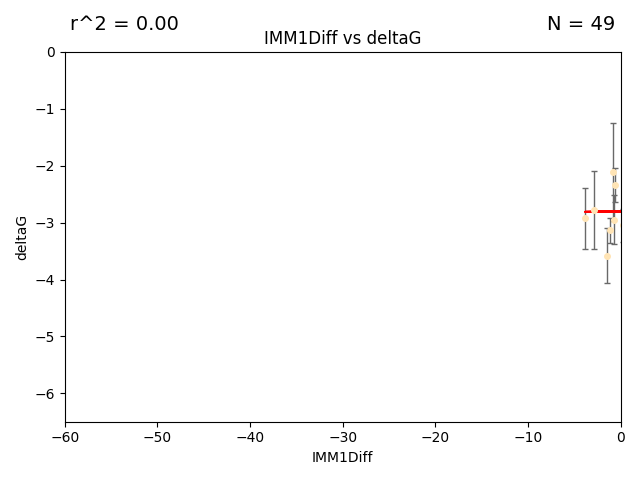 r^2 = 0.00
N = 49
IMM1Diff vs deltaG
0
−1
−2
−3
−4
−5
−6
deltaG
−60 −50 −40 −30 −20 −10 0
IMM1Diff